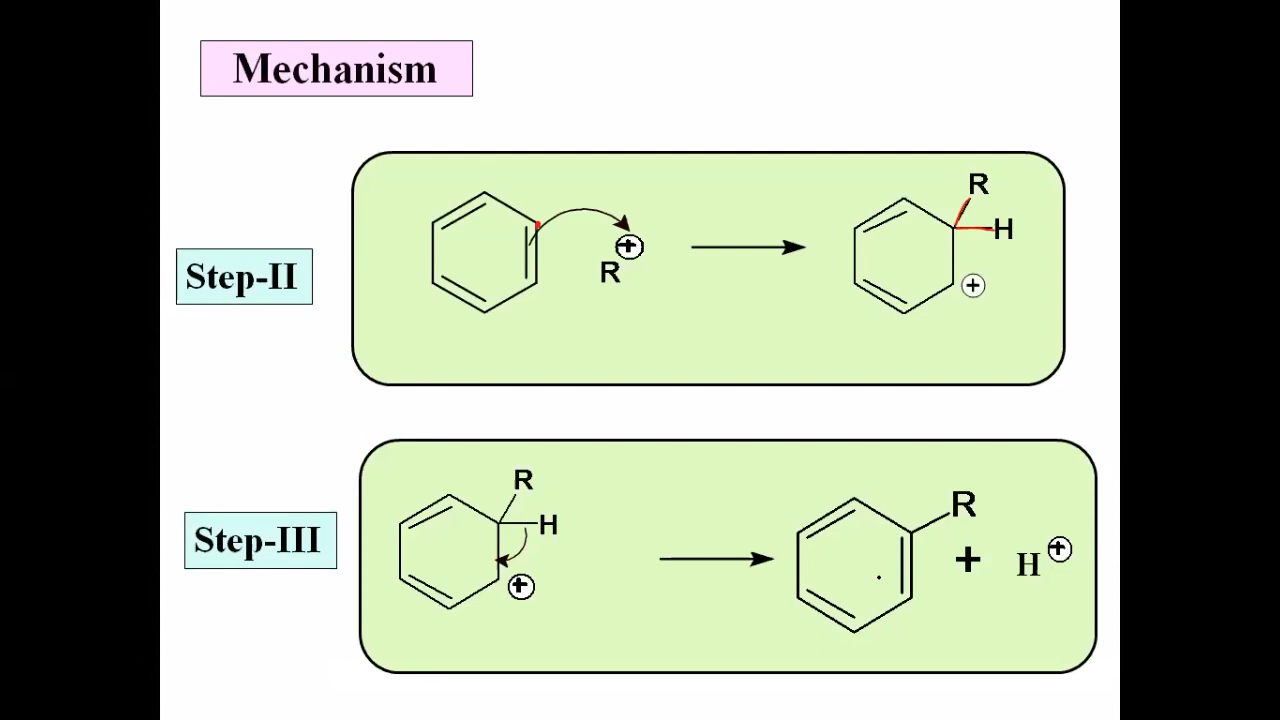 Mechanism
R
Step-II
R
H
+
R
+
R
H
Step-III
+
R
+
H
+